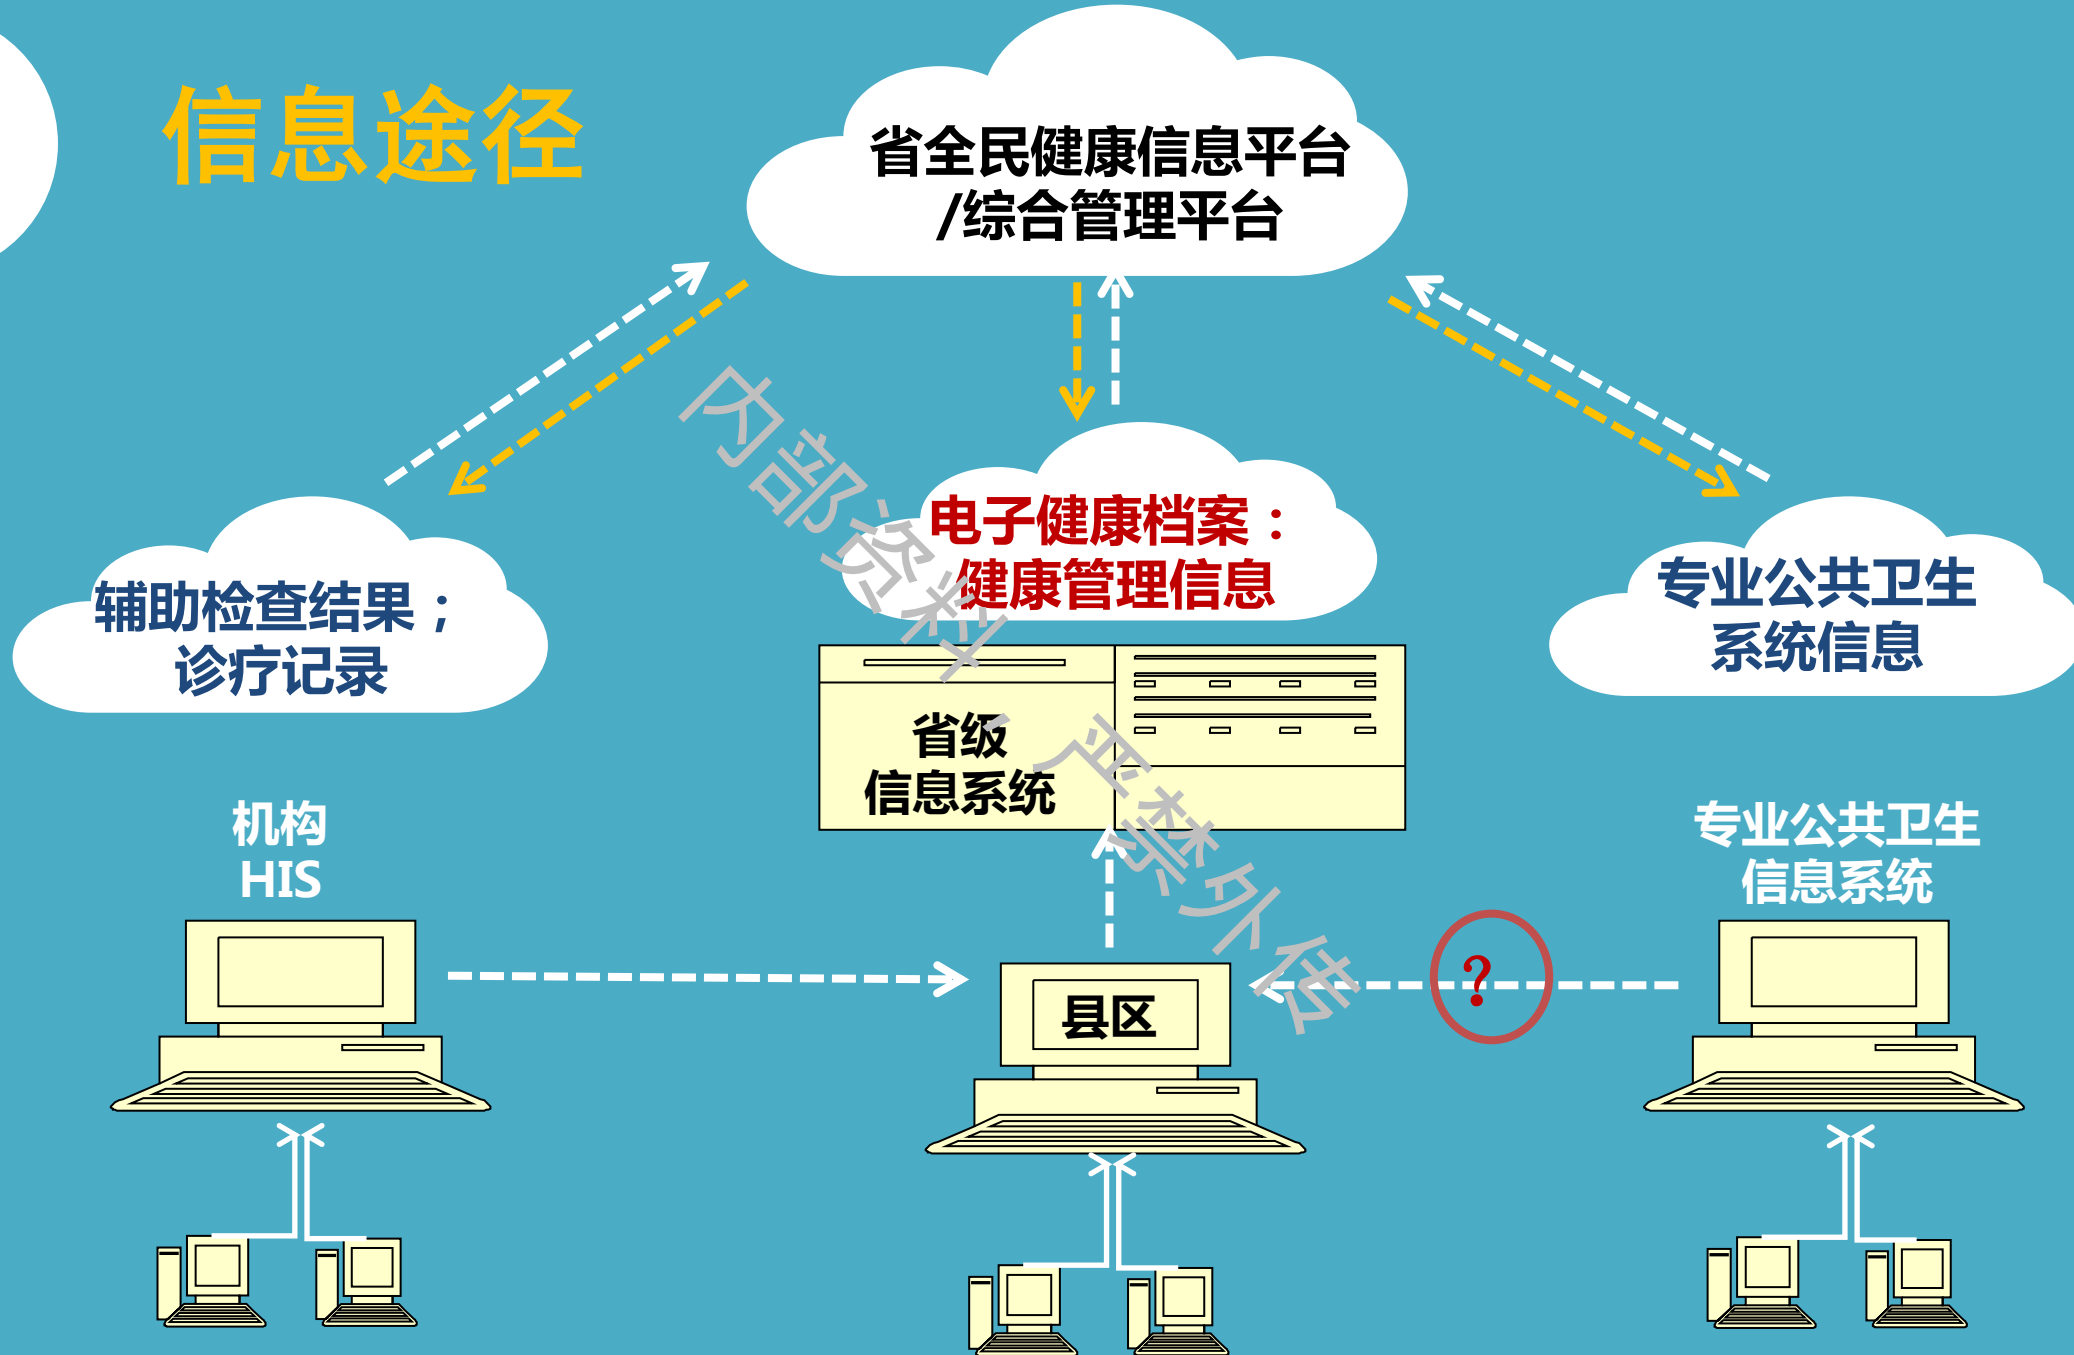 信息途径
省全民健康信息平台
/综合管理平台
电子健康档案：
健康管理信息
辅助检查结果；
诊疗记录
专业公共卫生
系统信息
省级
信息系统
机构
HIS
专业公共卫生
信息系统
县区
？
内部资料，严禁外传